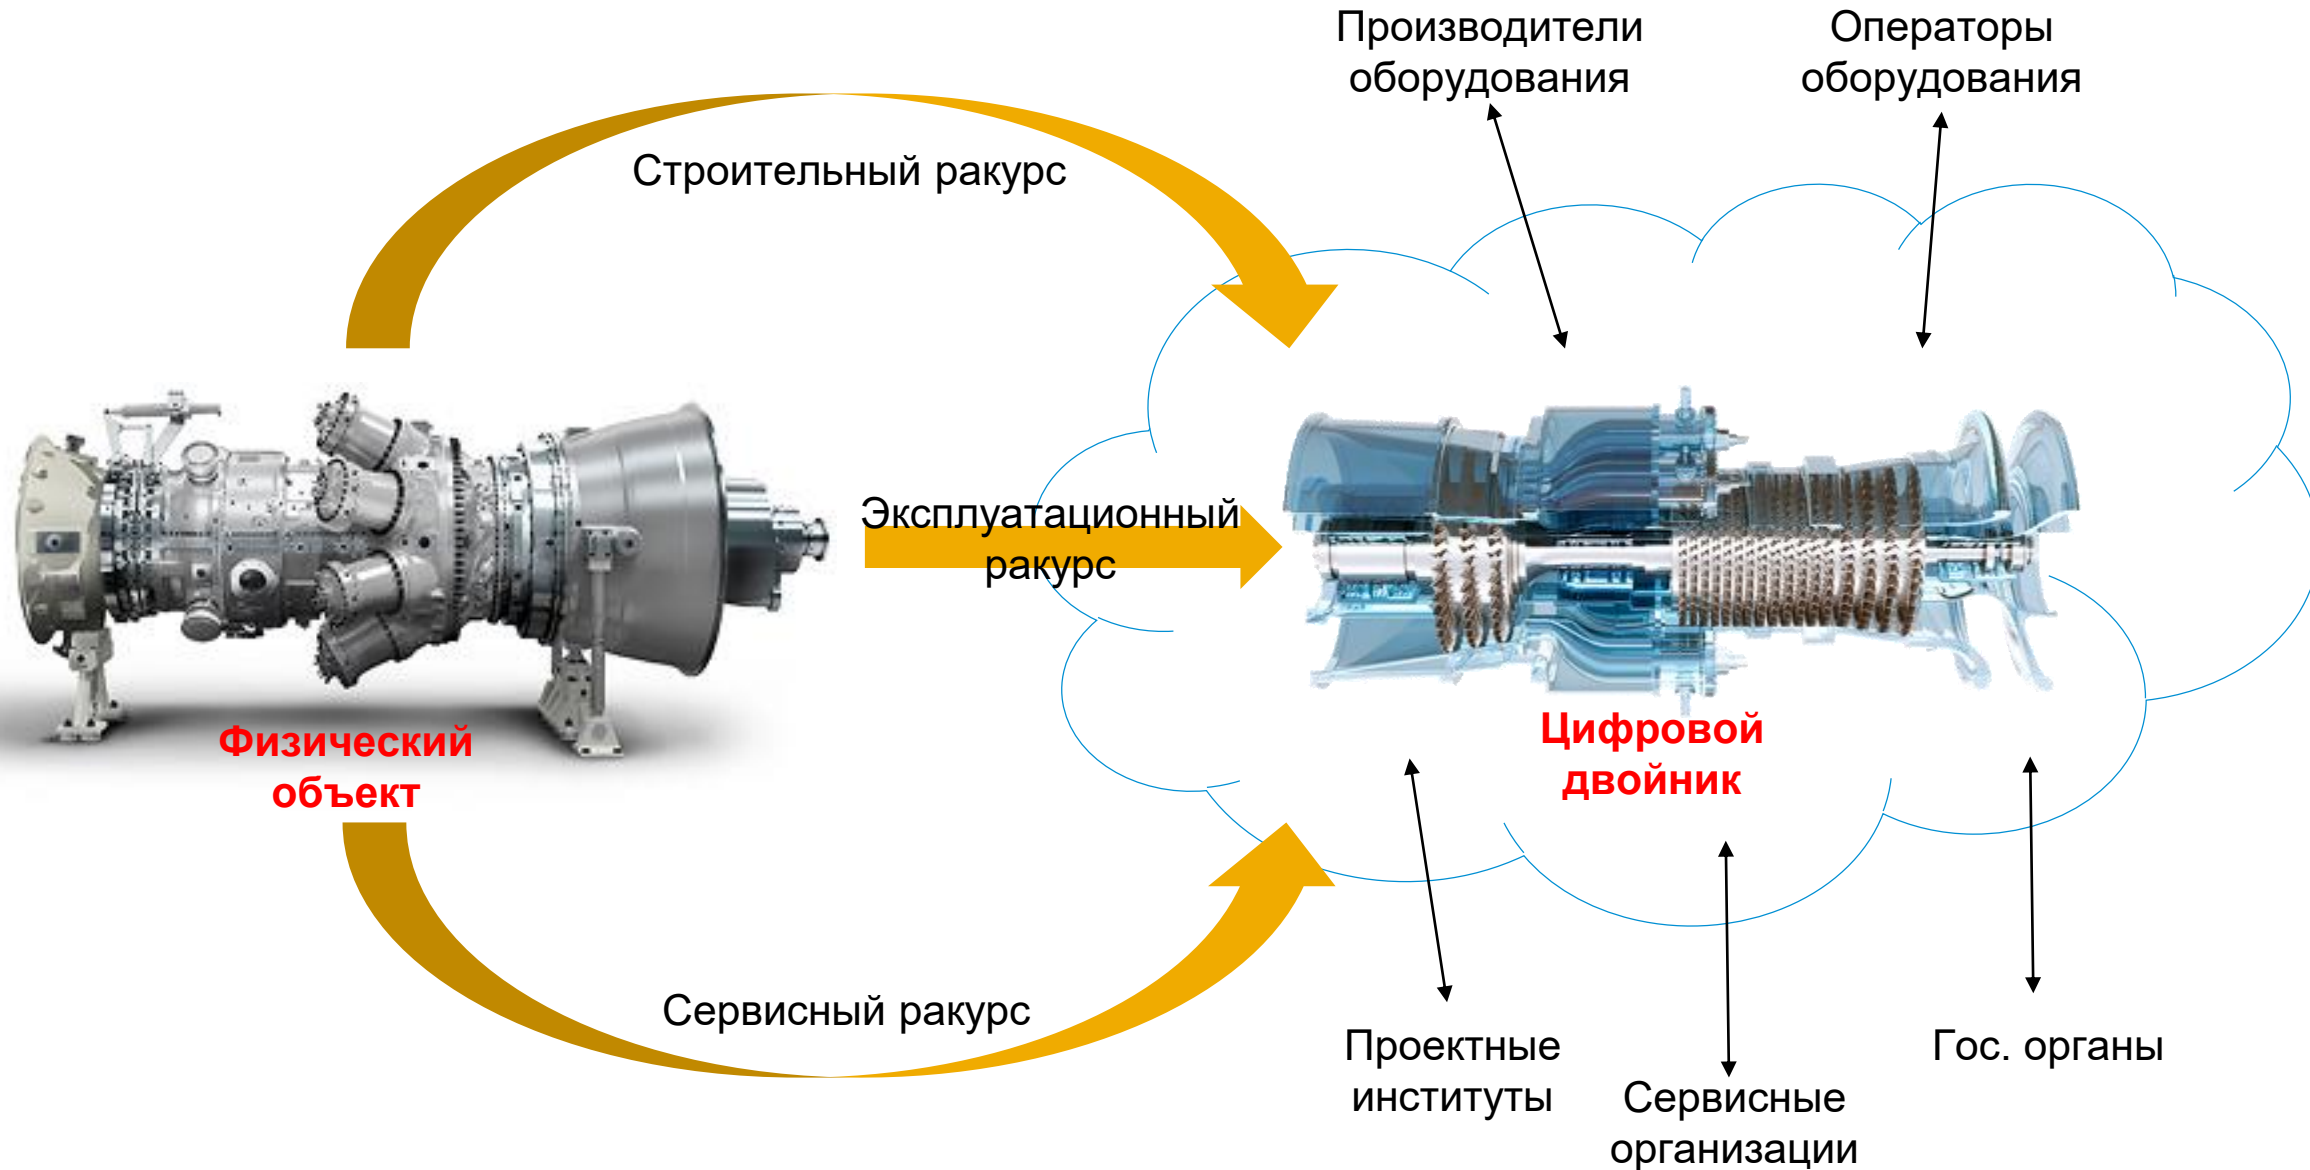 Производители
оборудования
Операторы
оборудования
Строительный ракурс
Эксплуатационный
ракурс
Физический
объект
Цифровой
двойник
Сервисный ракурс
Проектные
институты
Сервисные
организации
Гос. органы